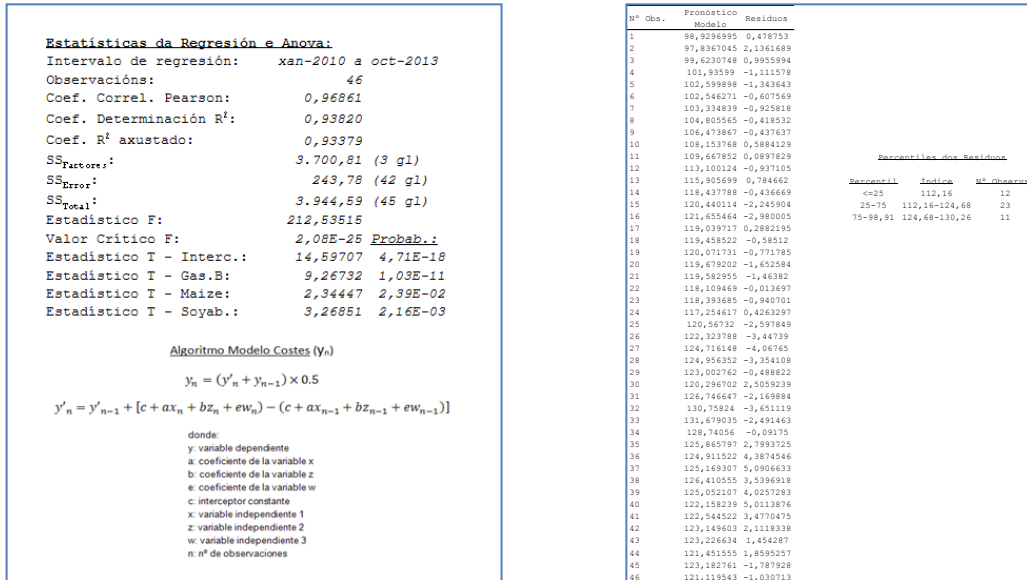 Estatísticas da Regresión e Anova:
Intervalo de regresión: xan-2010 a oct-2013
Observacións: 46
Coef. Correl. Pearson: 0,96861
Coef. Determinación R²: 0,93820
Coef. R² axustado: 0,93379
SSFactores: 3.700,81 (3 gl)
SSError: 243,78 (42 gl)
SSTotal: 3.944,59 (45 gl)
Estadístico F: 212,53515
Valor Crítico F: 2,08E-25 Probab.:
Estadístico T - Interc.: 14,59707 4,71E-18
Estadístico T - Gas.B: 9,26732 1,03E-11
Estadístico T - Maize: 2,34447 2,39E-02
Estadístico T - Soyab.: 3,26851 2,16E-03
Algoritmo Modelo Costes (yₙ)
yₙ = (y'ₙ + yₙ₋₁) × 0.5
y'ₙ = y'ₙ₋₁ + [c + axₙ + bzₙ + ewₙ) − (c + axₙ₋₁ + bzₙ₋₁ + ewₙ₋₁)]
donde:
y: variable dependiente
a: coeficiente de la variable x
b: coeficiente de la variable z
e: coeficiente de la variable w
c: interceptor constante
x: variable independiente 1
z: variable independiente 2
w: variable independiente 3
n: nº de observaciones
Nº Obs. Pronóstico Modelo Residuos
1 98,9296995 0,478753
2 97,8367045 2,1361689
3 99,6230748 0,9955994
4 101,93599 -1,111578
5 102,599898 -1,343643
6 102,546271 -0,607569
7 103,334839 -0,925818
8 104,805565 -0,418532
9 106,473867 -0,437637
10 108,153768 0,5884129
11 109,667852 0,0897829
12 113,100124 -0,937105
13 115,905699 0,784662
14 118,437788 -0,436669
15 120,440114 -2,245904
16 121,655464 -2,980005
17 119,039717 0,2882195
18 119,458522 -0,58512
19 120,071731 -0,771785
20 119,679202 -1,652584
21 119,582955 -1,46382
22 118,109469 -0,013697
23 118,393685 -0,940701
24 117,254617 0,4263297
25 120,56732 -2,597849
26 122,323788 -3,44739
27 124,716148 -4,06765
28 124,956352 -3,354108
29 123,002762 -0,488822
30 120,296702 2,5059239
31 126,746647 -2,169884
32 130,75824 -3,651119
33 131,679035 -2,491463
34 128,74056 -0,09175
35 125,865797 2,7993725
36 124,911522 4,3874546
37 125,169307 5,0906633
38 126,410555 3,5396918
39 125,052107 4,0257283
40 122,158239 5,0113876
41 122,544522 3,4770475
42 123,149603 2,1118338
43 123,226634 1,454287
44 121,451555 1,8595257
45 123,182761 -1,787928
46 121,119543 -1,030713
Percentiles dos Residuos
Percentil Índice Nº Observ
<=25 112,16 12
25-75 112,16-124,68 23
75-98,91 124,68-130,26 11